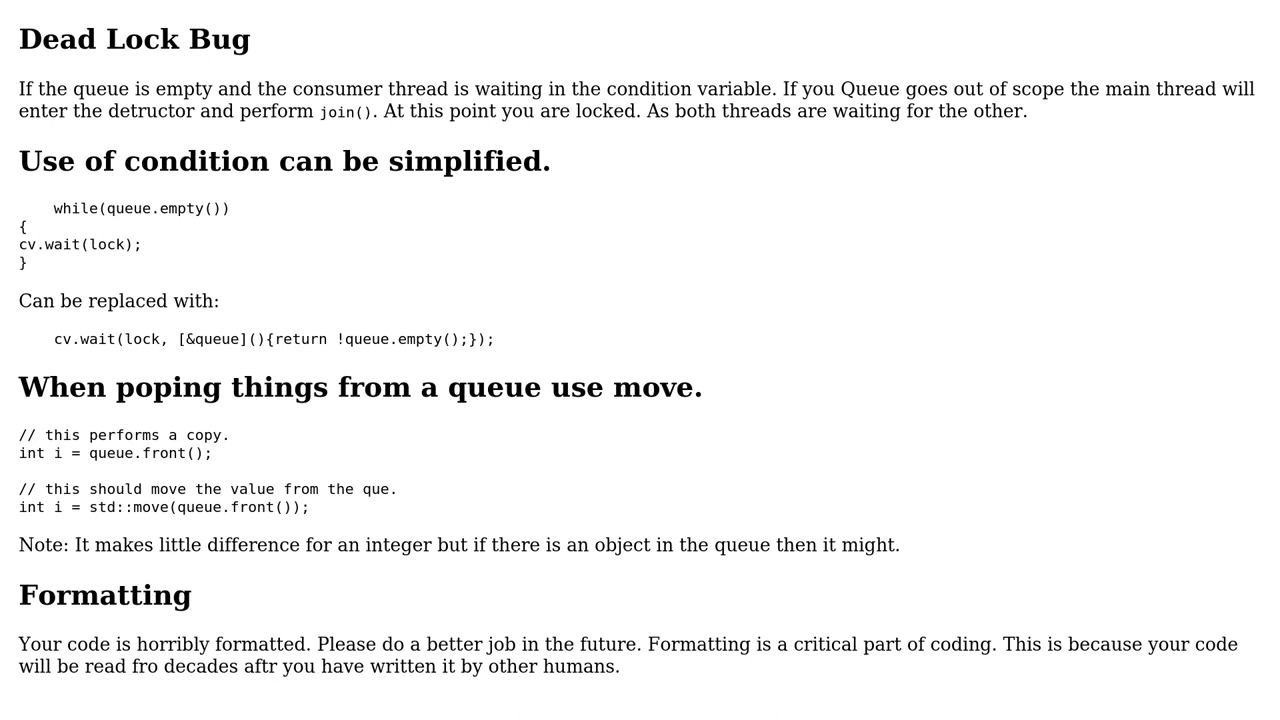 Dead Lock Bug
If the queue is empty and the consumer thread is waiting in the condition variable. If you Queue goes out of scope the main thread will
enter the detructor and perform join(). At this point you are locked. As both threads are waiting for the other.
Use of condition can be simplified.
    while(queue.empty())
{
cv.wait(lock);
}
Can be replaced with:
    cv.wait(lock, [&queue](){return !queue.empty();});
When poping things from a queue use move.
// this performs a copy.
int i = queue.front();
// this should move the value from the que.
int i = std::move(queue.front());
Note: It makes little difference for an integer but if there is an object in the queue then it might.
Formatting
Your code is horribly formatted. Please do a better job in the future. Formatting is a critical part of coding. This is because your code
will be read fro decades aftr you have written it by other humans.